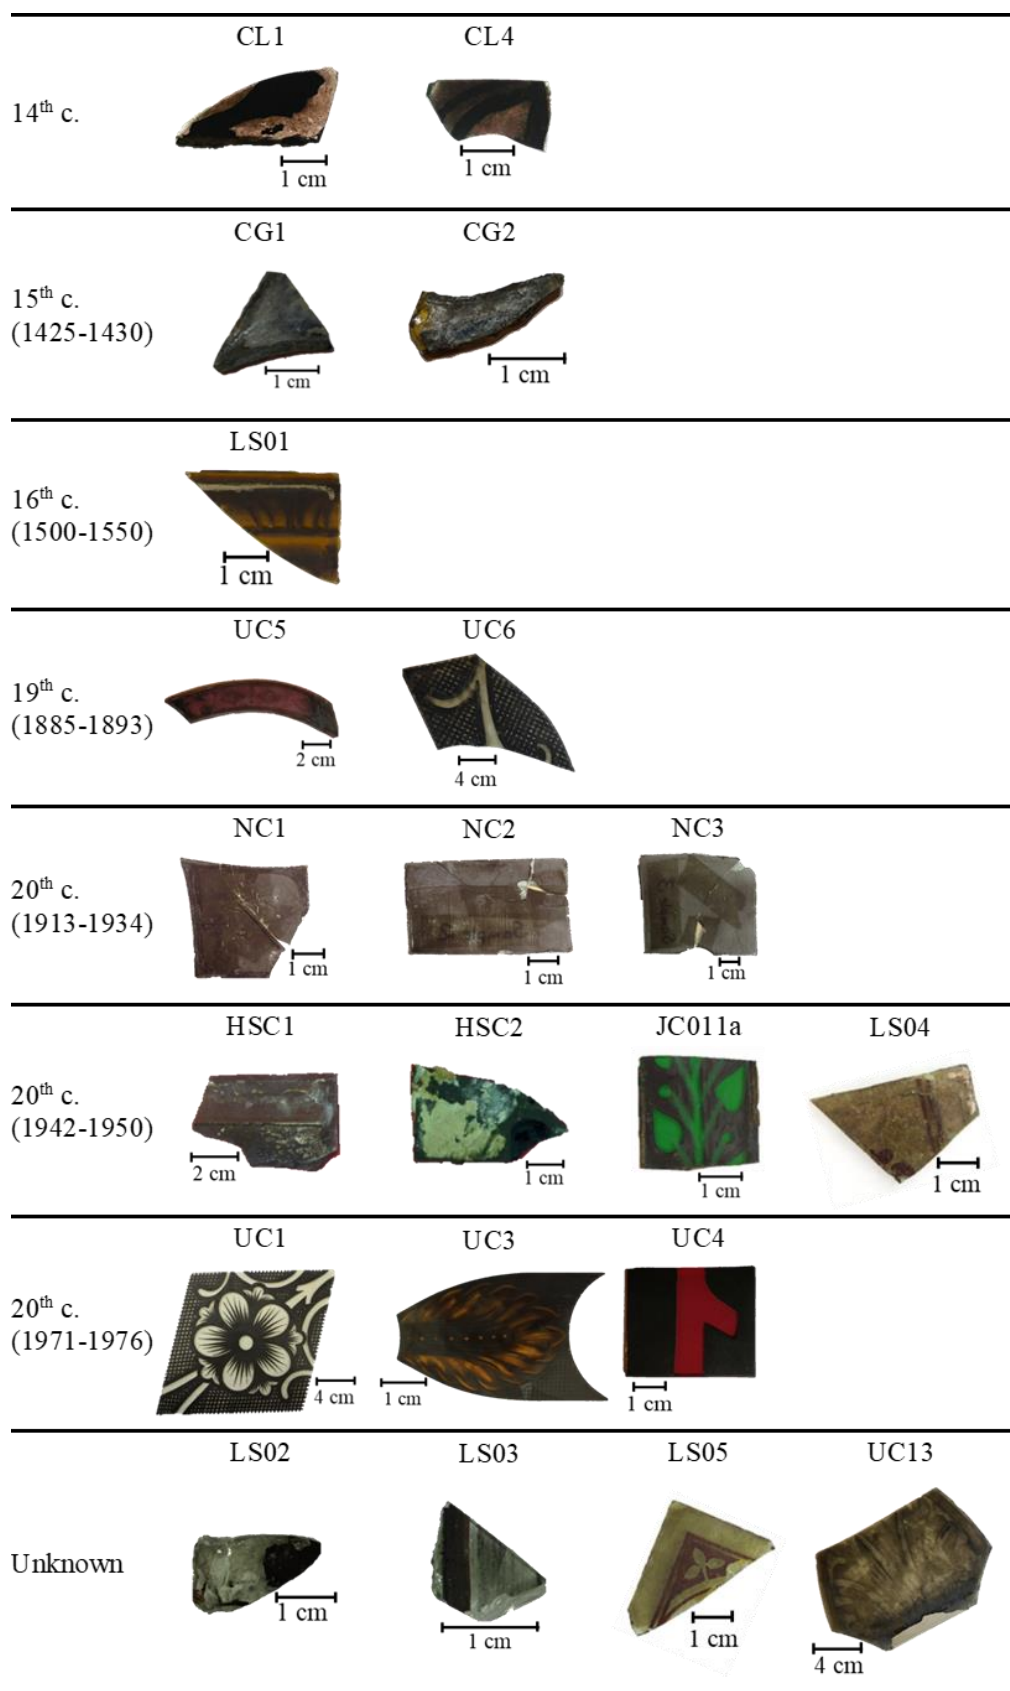 CL1 CL4
14th c.
1 cm 1 cm
CG1 CG2
15th c.
(1425-1430)
1 cm 1 cm
LS01
16th c.
(1500-1550)
1 cm
UC5 UC6
19th c.
(1885-1893)
2 cm 4 cm
NC1 NC2 NC3
20th c.
(1913-1934)
1 cm 1 cm 1 cm
HSC1 HSC2 JC011a LS04
20th c.
(1942-1950)
2 cm 1 cm 1 cm 1 cm
UC1 UC3 UC4
20th c.
(1971-1976)
4 cm 1 cm 1 cm
LS02 LS03 LS05 UC13
Unknown
1 cm 1 cm 1 cm 4 cm